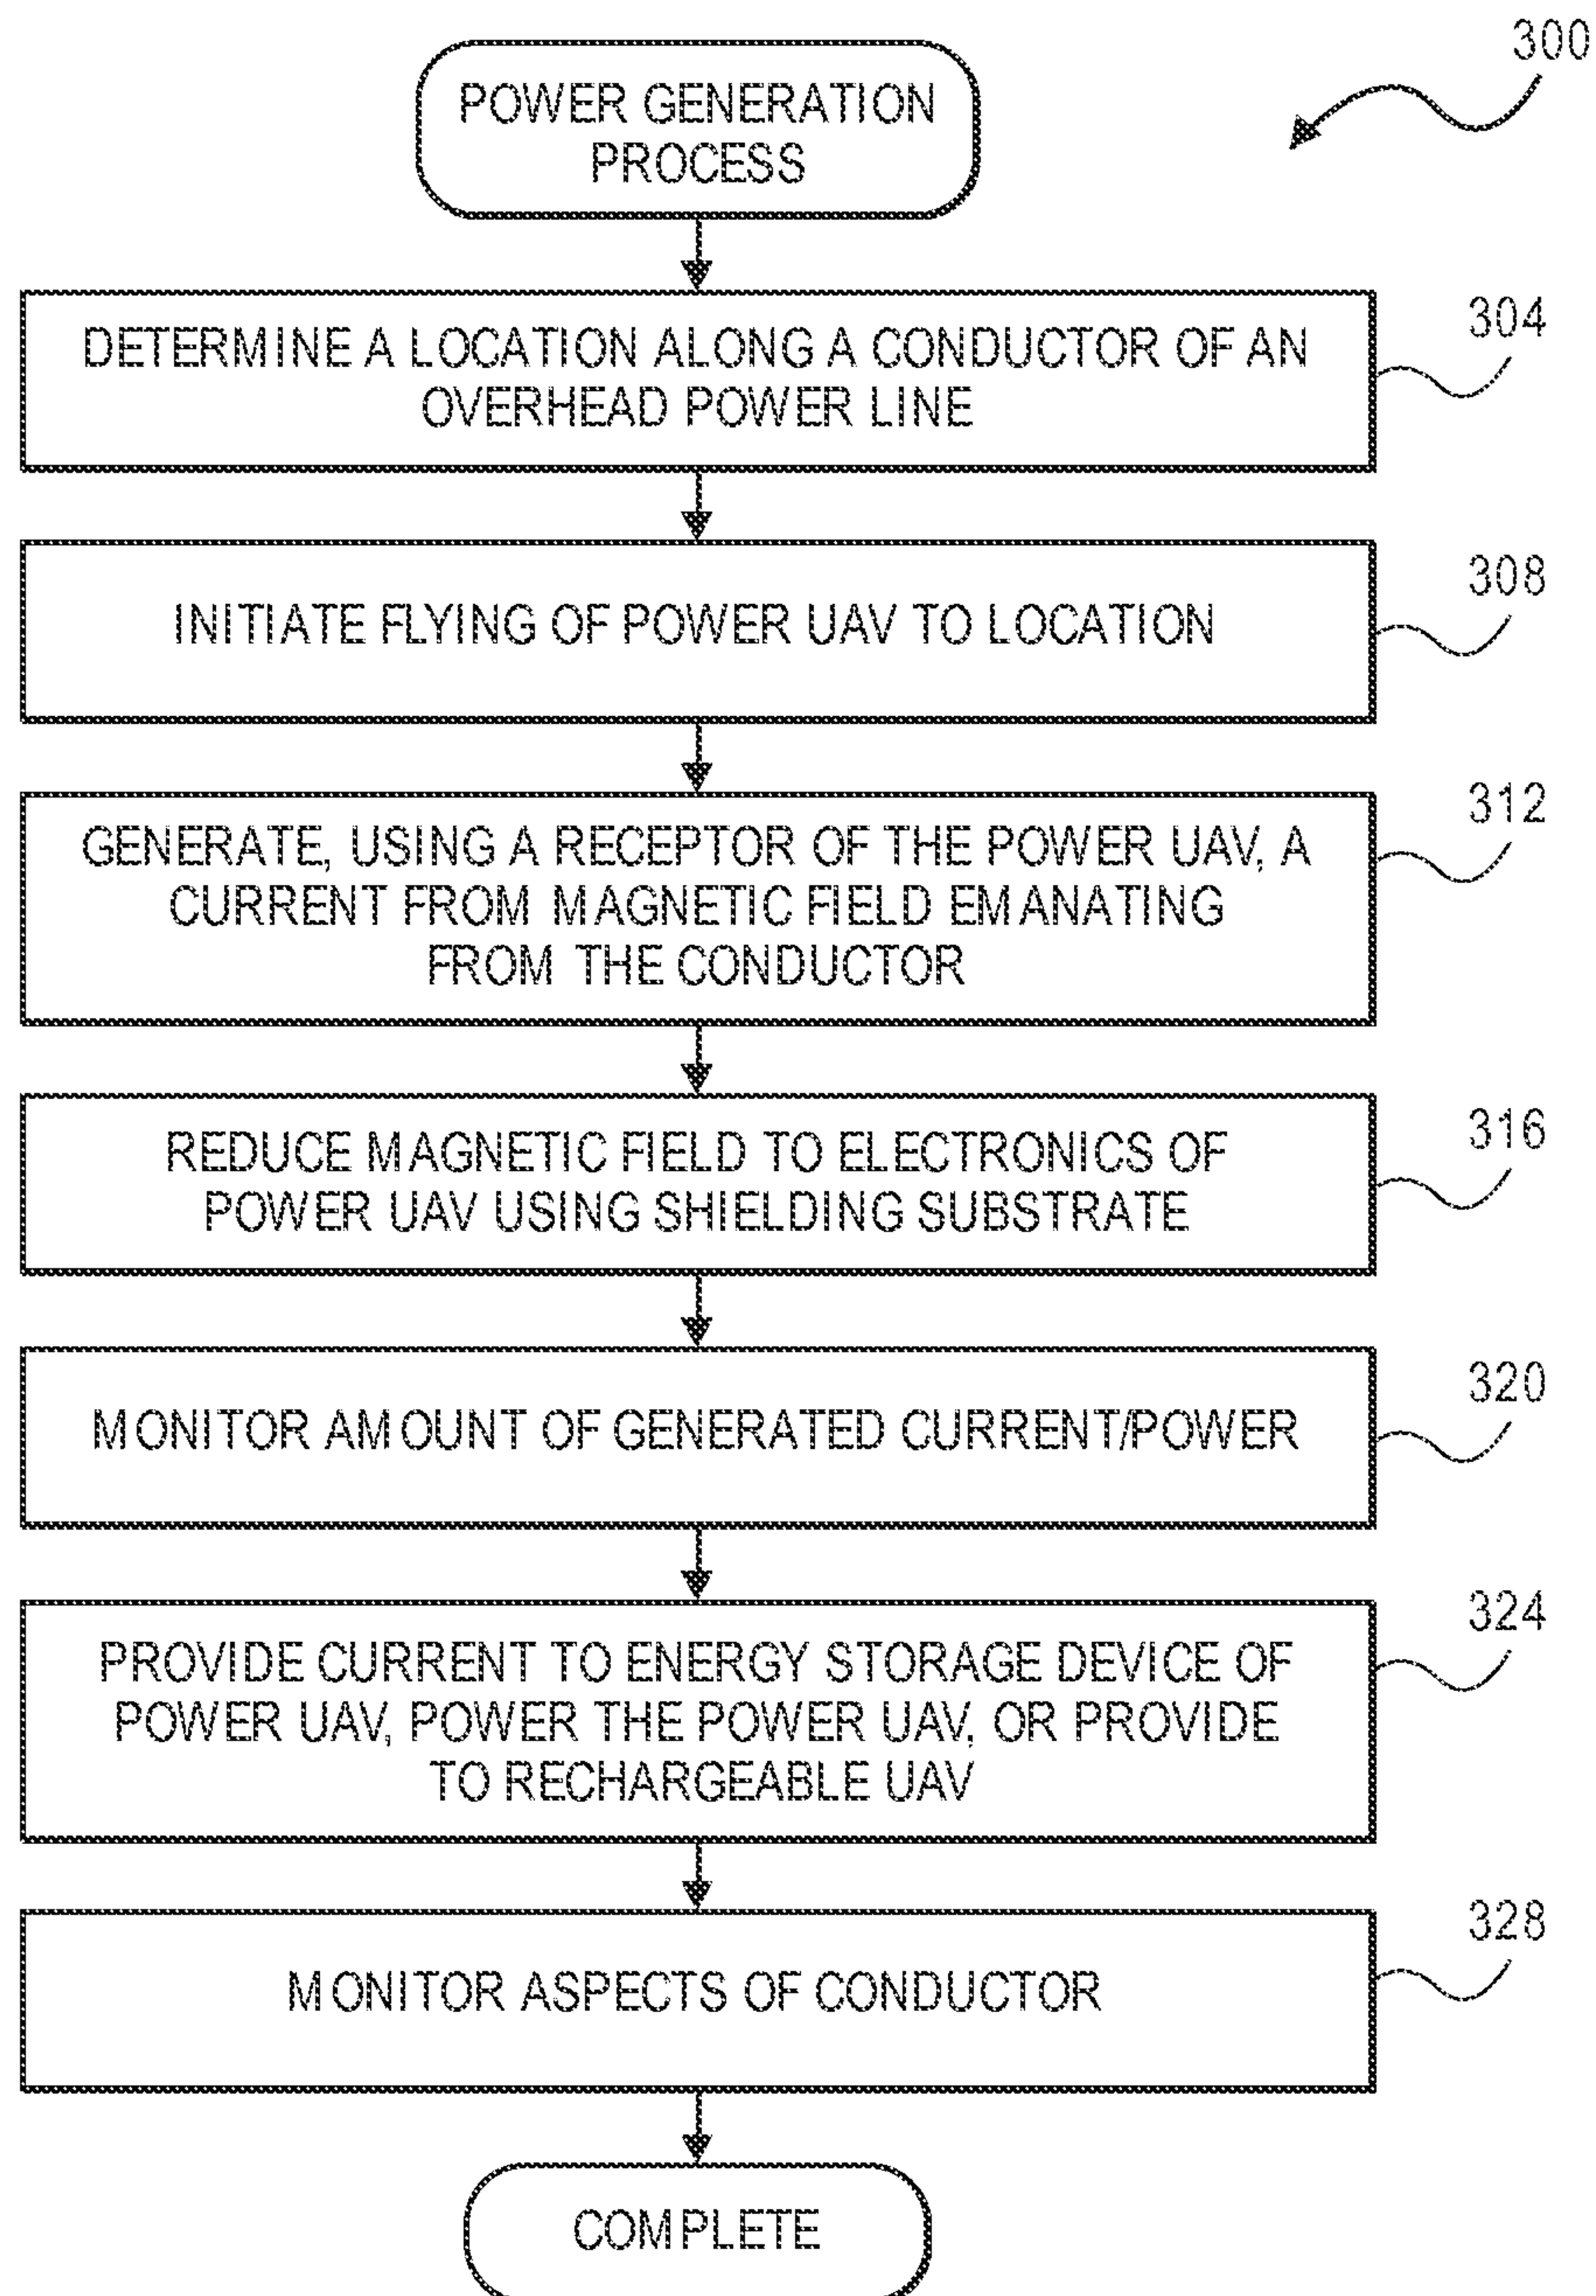 300
POWER GENERATION
PROCESS
DETERMINE A LOCATION ALONG A CONDUCTOR OF AN
OVERHEAD POWER LINE
304
INITIATE FLYING OF POWER UAV TO LOCATION
308
GENERATE, USING A RECEPTOR OF THE POWER UAV, A
CURRENT FROM MAGNETIC FIELD EMANATING
FROM THE CONDUCTOR
312
REDUCE MAGNETIC FIELD TO ELECTRONICS OF
POWER UAV USING SHIELDING SUBSTRATE
316
MONITOR AMOUNT OF GENERATED CURRENT/POWER
320
PROVIDE CURRENT TO ENERGY STORAGE DEVICE OF
POWER UAV, POWER THE POWER UAV, OR PROVIDE
TO RECHARGEABLE UAV
324
MONITOR ASPECTS OF CONDUCTOR
328
COMPLETE